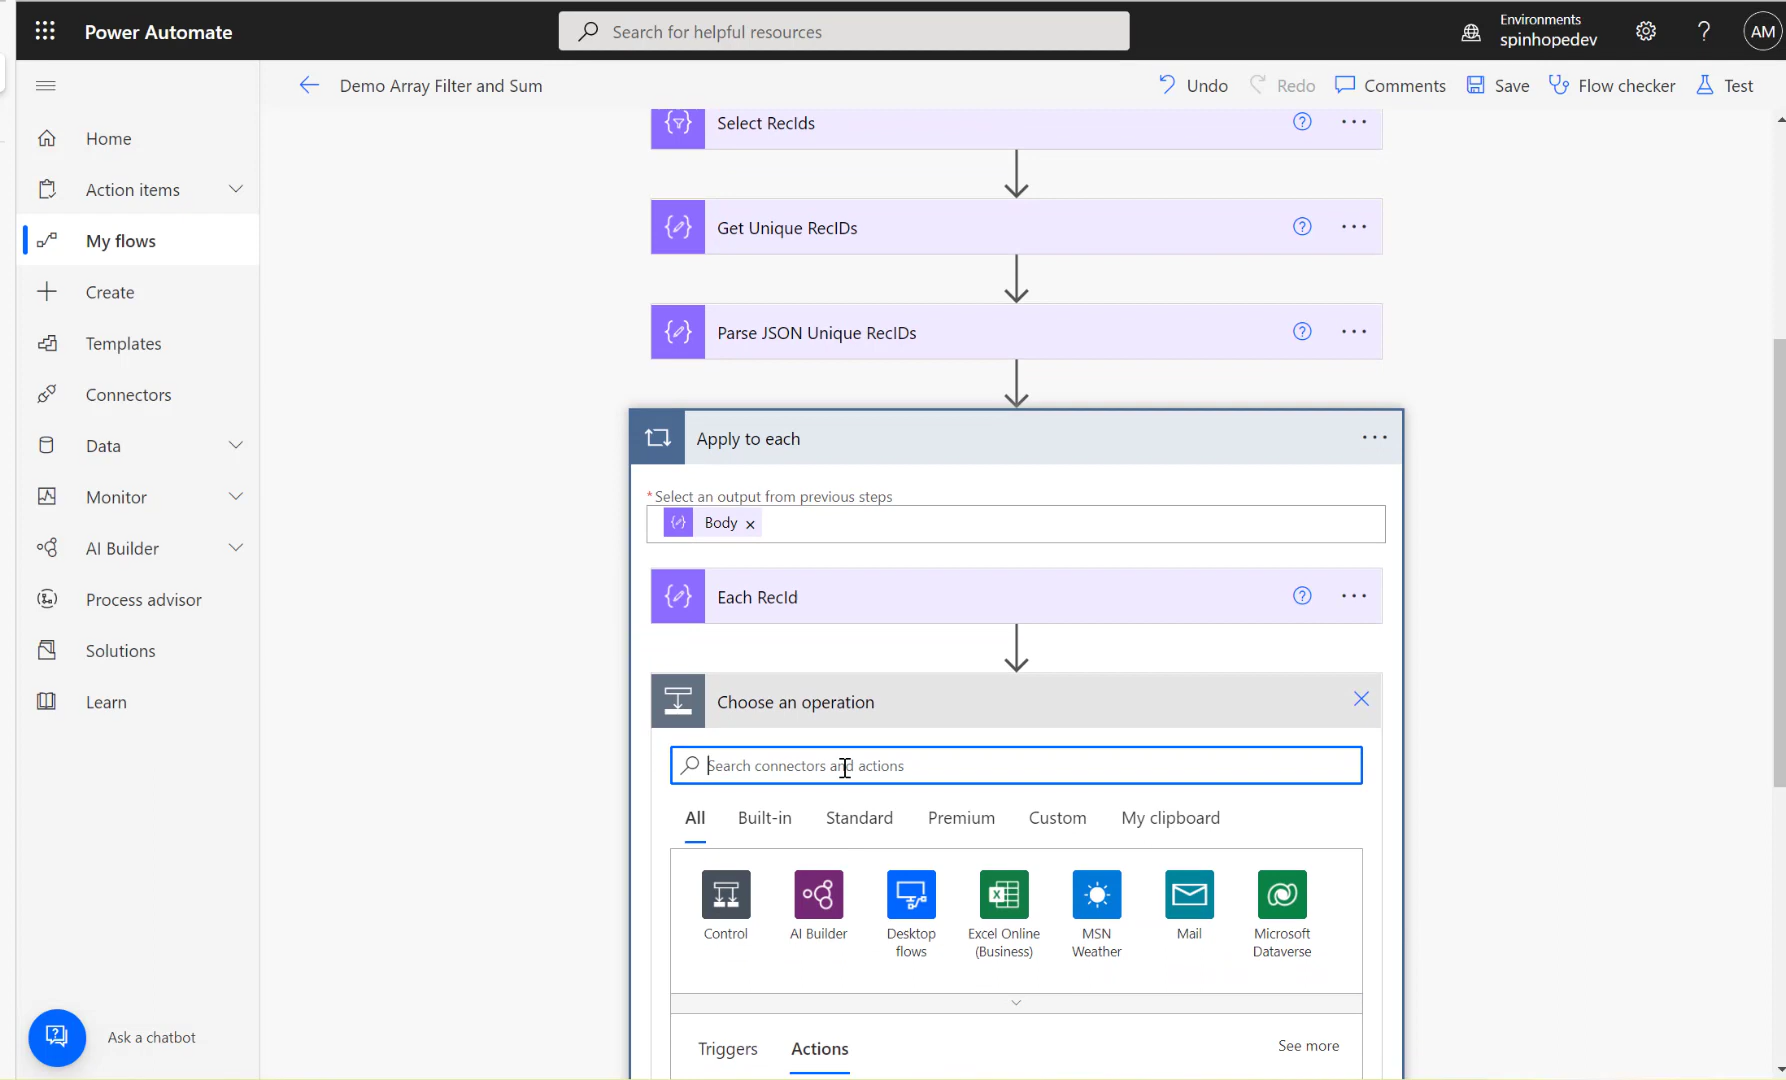 Power Automate
Search for helpful resources
Environments
spinhopedev
AM
Demo Array Filter and Sum
Undo
Redo
Comments
Save
Flow checker
Test
Home
Action items
My flows
Create
Templates
Connectors
Data
Monitor
AI Builder
Process advisor
Solutions
Learn
Ask a chatbot
Select RecIds
Get Unique RecIDs
Parse JSON Unique RecIDs
Apply to each
*Select an output from previous steps
Body
Each RecId
Choose an operation
Search connectors and actions
All
Built-in
Standard
Premium
Custom
My clipboard
Control
AI Builder
Desktop
flows
Excel Online
(Business)
MSN
Weather
Mail
Microsoft
Dataverse
Triggers
Actions
See more